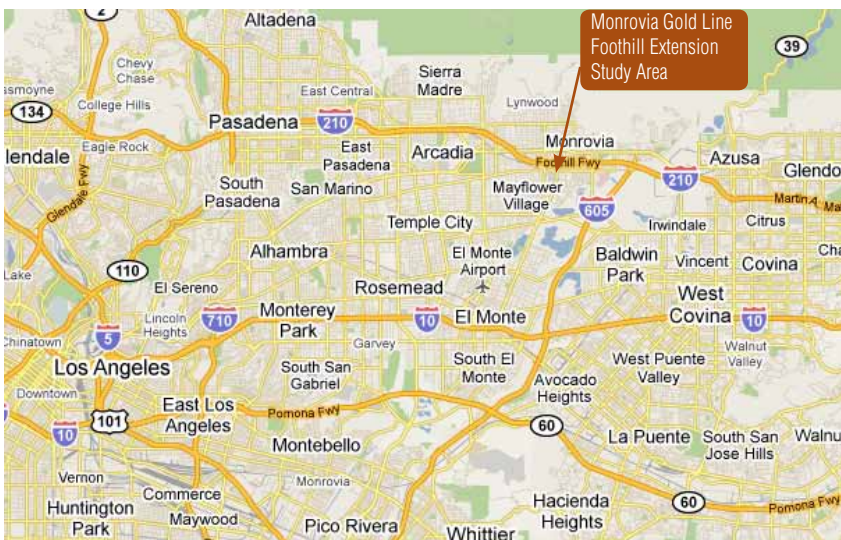 2
Altadena
Monrovia Gold Line
Foothill Extension
Study Area
39
Chevy
Chase
ssmoyne
East Central
Sierra
Madre
College Hills
Lynwood
134
Pasadena
210
Monrovia
Eagle Rock
East
Pasadena
Arcadia
Foothill Fwy
Azusa
lendale
Glendo
Glendale Fwy
South
Pasadena
San Marino
Mayflower
Village
210
Martin A
Ma
605
Temple City
Irwindale
Citrus
Alhambra
El Monte
Airport
Baldwin
Park
Vincent
Covina
Cha
Lake
110
El Sereno
Rosemead
West
Covina
Lincoln
Heights
710
Monterey
Park
10
El Monte
10
Chinatown
5
Garvey
Walnut
Valley
Los Angeles
South San
Gabriel
South El
Monte
West Puente
Valley
Downtown
Avocado
Heights
101
East Los
Angeles
Pomona Fwy
10
60
Montebello
La Puente
South San
Jose Hills
Walnu
Vernon
Monrovia
Commerce
Hacienda
Heights
60
Pomona Fwy
Huntington
Park
Maywood
Pico Rivera
Whittier